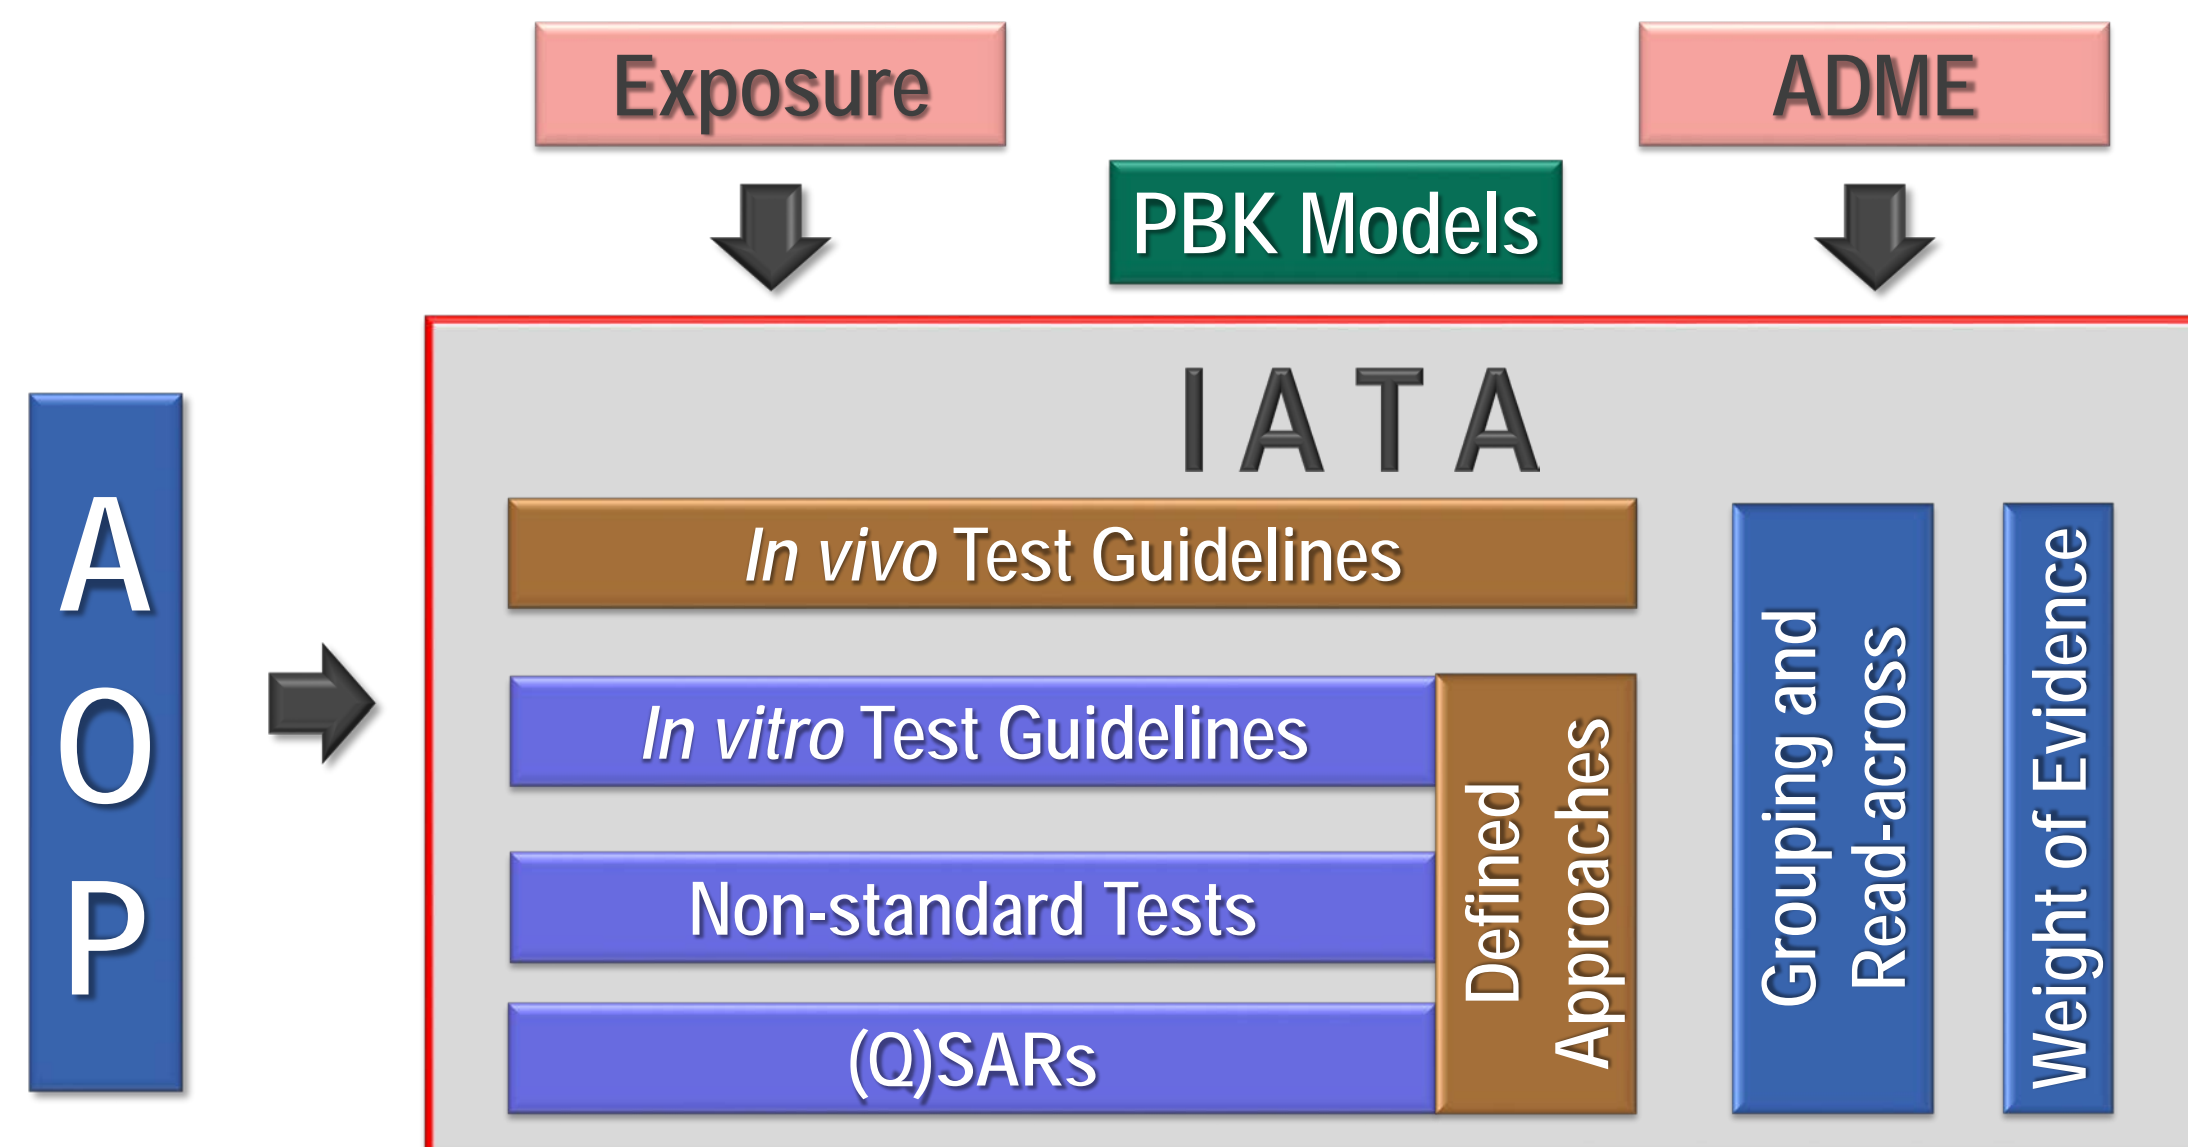 Exposure
ADME
PBK Models
I A T A
A
O
P
In vivo Test Guidelines
In vitro Test Guidelines
Non-standard Tests
(Q)SARs
Defined
Approaches
Grouping and
Read-across
Weight of Evidence